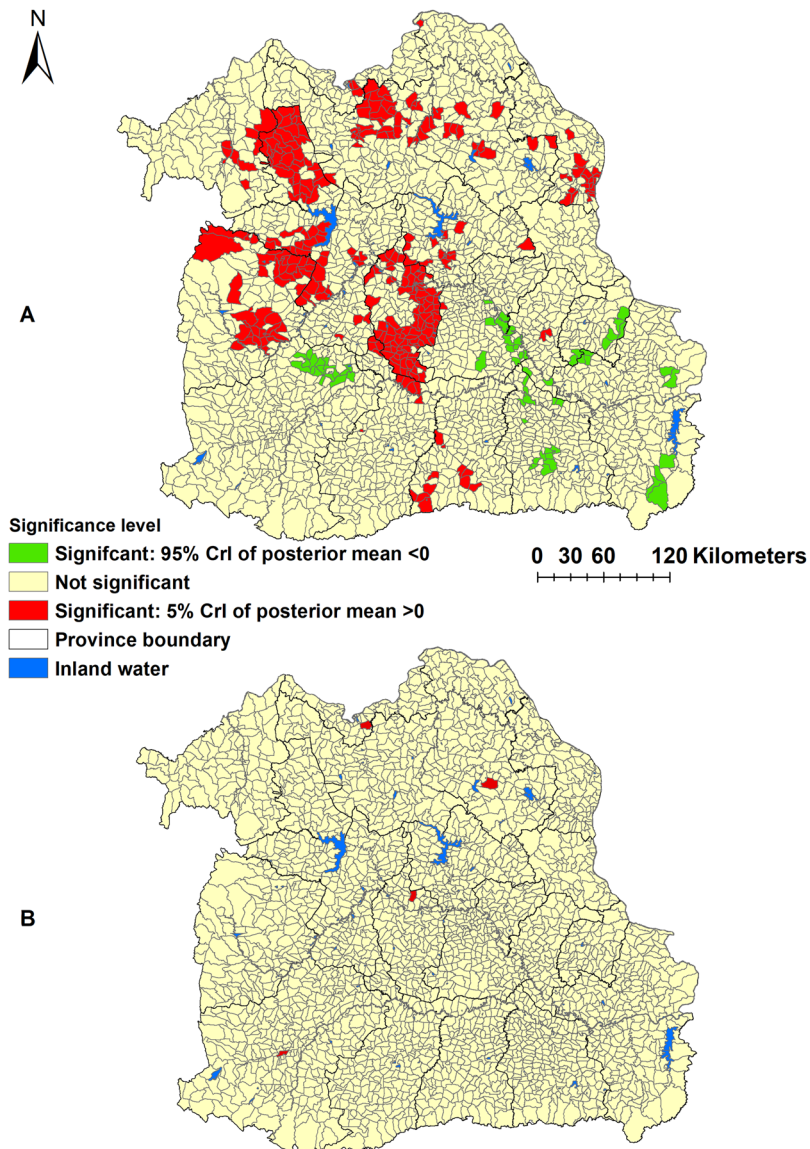 N
A
Significance level
Signifcant: 95% CrI of posterior mean <0
Not significant
Significant: 5% CrI of posterior mean >0
Province boundary
Inland water
0 30 60 120 Kilometers
B